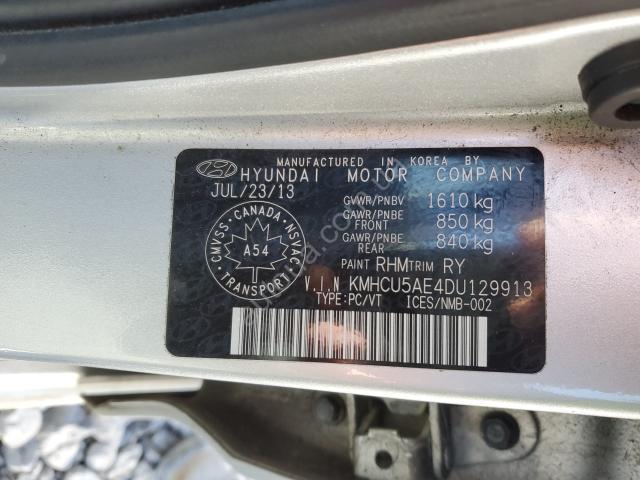 MANUFACTURED IN KOREA BY
HYUNDAI MOTOR COMPANY
JUL/23/13
GVWR/PNBV 1610 kg
GAWR/PNBE FRONT 850 kg
GAWR/PNBE REAR 840 kg
PAINT RHM TRIM RY
V.I.N KMHCU5AE4DU129913
TYPE:PC/VT ICES/NMB-002
CMVSS · CANADA · NSVAC
A54
TRANSPORT